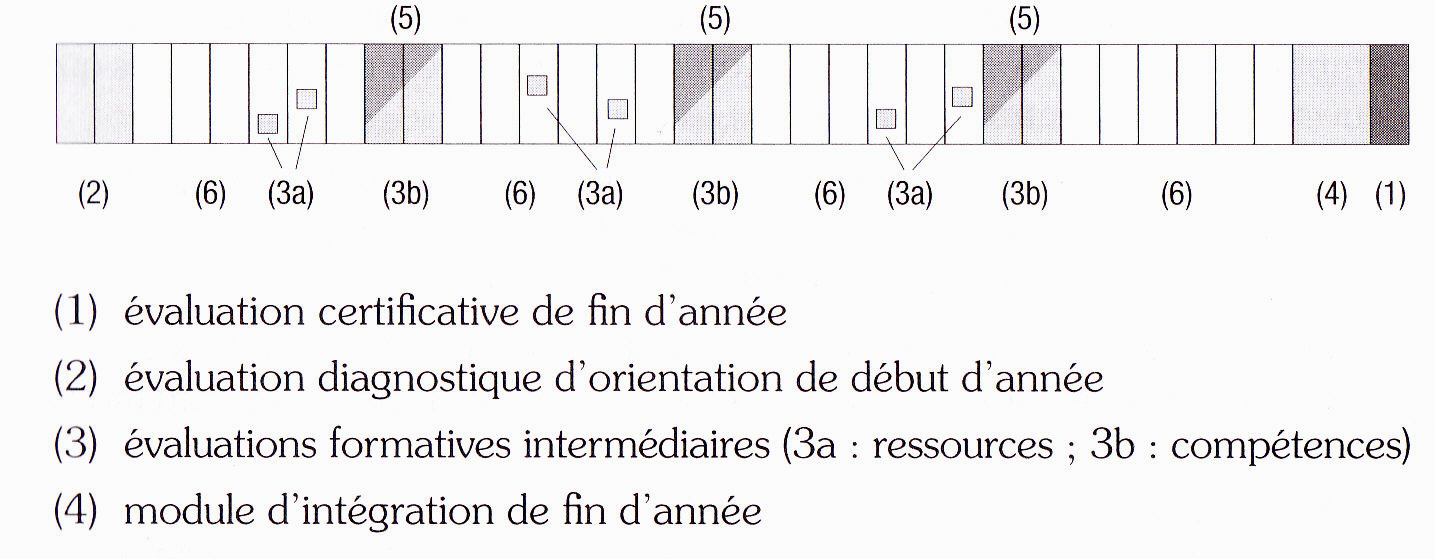 (5) (5) (5)
(2) (6) (3a) (3b) (6) (3a) (3b) (6) (3a) (3b) (6) (4) (1)
(1) évaluation certificative de fin d'année
(2) évaluation diagnostique d'orientation de début d'année
(3) évaluations formatives intermédiaires (3a : ressources ; 3b : compétences)
(4) module d'intégration de fin d'année